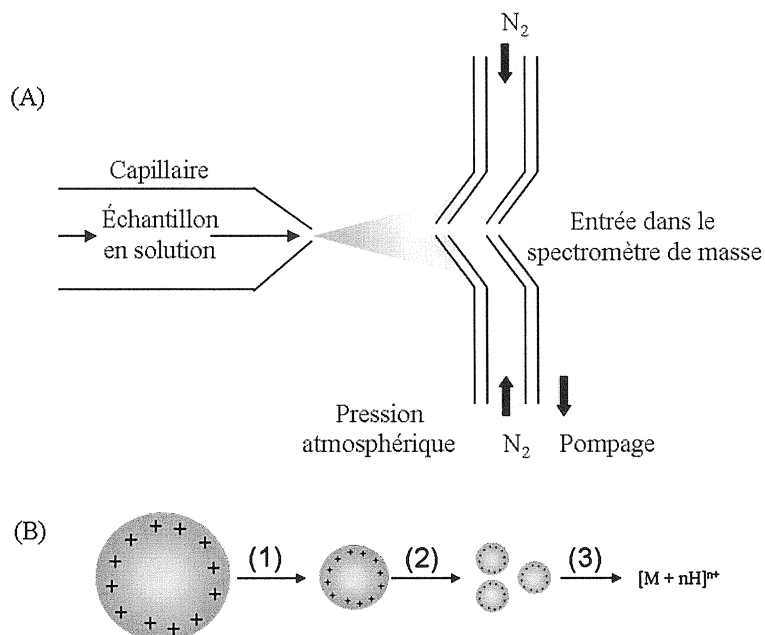 N₂
(A)
Capillaire
Échantillon
en solution
Entrée dans le
spectromètre de masse
Pression
atmosphérique
N₂
Pompage
(B)
+ + + + + + + + + + +
(1)
(2)
(3)
[M + nH]ⁿ⁺